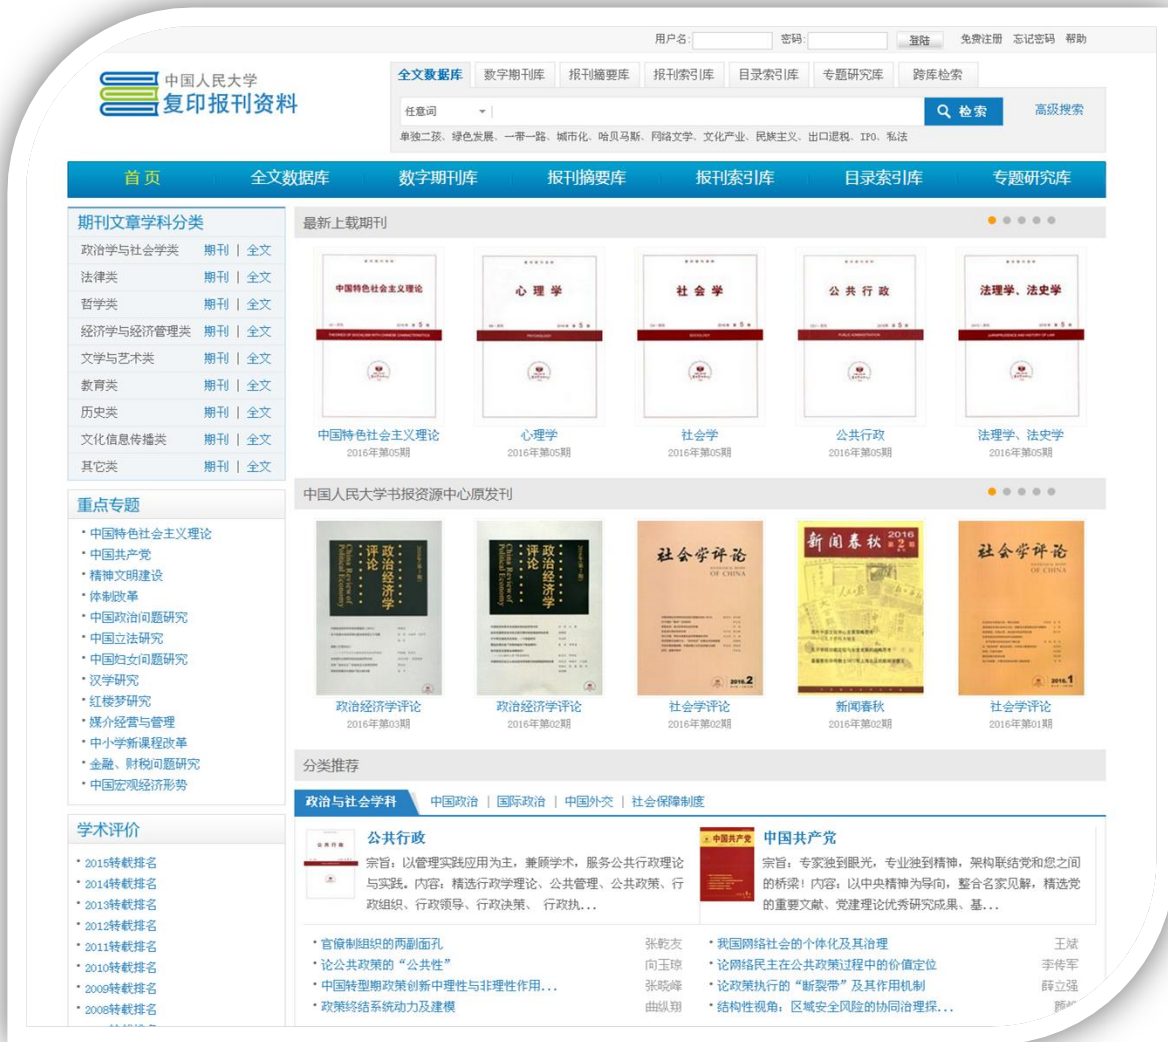 用户名:
密码:
登陆
免费注册 忘记密码 帮助
中国人民大学
复印报刊资料
全文数据库 数字期刊库 报刊摘要库 报刊索引库 目录索引库 专题研究库 跨库检索
任意词
检索
高级搜索
单独二孩、绿色发展、一带一路、城市化、哈贝马斯、网络文学、文化产业、民族主义、出口退税、IPO、私法
首页 全文数据库 数字期刊库 报刊摘要库 报刊索引库 目录索引库 专题研究库
期刊文章学科分类
政治学与社会学类 期刊 | 全文
法律类 期刊 | 全文
哲学类 期刊 | 全文
经济学与经济管理类 期刊 | 全文
文学与艺术类 期刊 | 全文
教育类 期刊 | 全文
历史类 期刊 | 全文
文化信息传播类 期刊 | 全文
其它类 期刊 | 全文
重点专题
中国特色社会主义理论
中国共产党
精神文明建设
体制改革
中国政治问题研究
中国立法研究
中国妇女问题研究
汉学研究
红楼梦研究
媒介经营与管理
中小学新课程改革
金融、财税问题研究
中国宏观经济形势
学术评价
2015转载排名
2014转载排名
2013转载排名
2012转载排名
2011转载排名
2010转载排名
2009转载排名
2008转载排名
最新上载期刊
中国特色社会主义理论 心理学 社会学 公共行政 法理学、法史学
中国特色社会主义理论 心理学 社会学 公共行政 法理学、法史学
2016年第05期 2016年第05期 2016年第05期 2016年第05期 2016年第05期
中国人民大学书报资源中心原发刊
政治经济学评论
China Review of Political Economy
政治经济学评论
China Review of Political Economy
社会学评论
OF CHINA
2016.2
新闻春秋
2016
第2期
社会学评论
OF CHINA
2016.1
政治经济学评论 政治经济学评论 社会学评论 新闻春秋 社会学评论
2016年第03期 2016年第02期 2016年第02期 2016年第02期 2016年第01期
分类推荐
政治与社会学科 中国政治 | 国际政治 | 中国外交 | 社会保障制度
公共行政
公共行政
宗旨：以管理实践应用为主，兼顾学术，服务公共行政理论
与实践。内容：精选行政学理论、公共管理、公共政策、行
政组织、行政领导、行政决策、 行政执...
中国共产党
中国共产党
宗旨：专家独到眼光，专业独到精神，架构联结党和您之间
的桥梁！内容：以中央精神为导向，整合名家见解，精选党
的重要文献、党建理论优秀研究成果、基...
官僚制组织的两副面孔 张乾友
论公共政策的“公共性” 向玉琼
中国转型期政策创新中理性与非理性作用... 张晓峰
政策终结系统动力及建模 曲纵翔
我国网络社会的个体化及其治理 王斌
论网络民主在公共政策过程中的价值定位 李传军
论政策执行的“断裂带”及其作用机制 薛立强
结构性视角：区域安全风险的协同治理探...